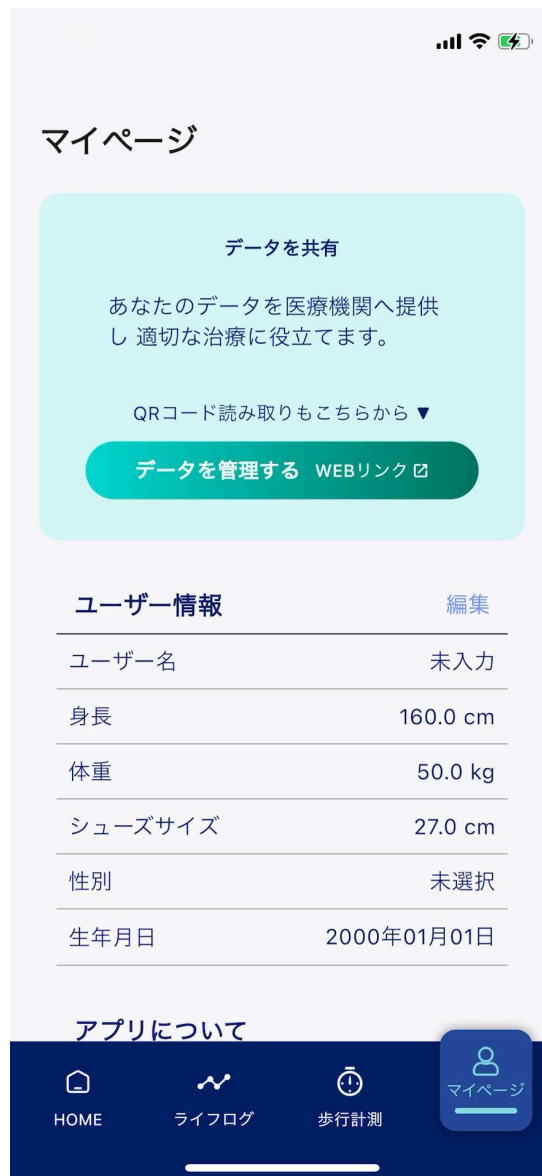 マイページ
データを共有
あなたのデータを医療機関へ提供
し 適切な治療に役立てます。
QRコード読み取りもこちらから ▼
データを管理する WEBリンク
ユーザー情報 編集
ユーザー名 未入力
身長 160.0 cm
体重 50.0 kg
シューズサイズ 27.0 cm
性別 未選択
生年月日 2000年01月01日
アプリについて
HOME ライフログ 歩行計測 マイページ